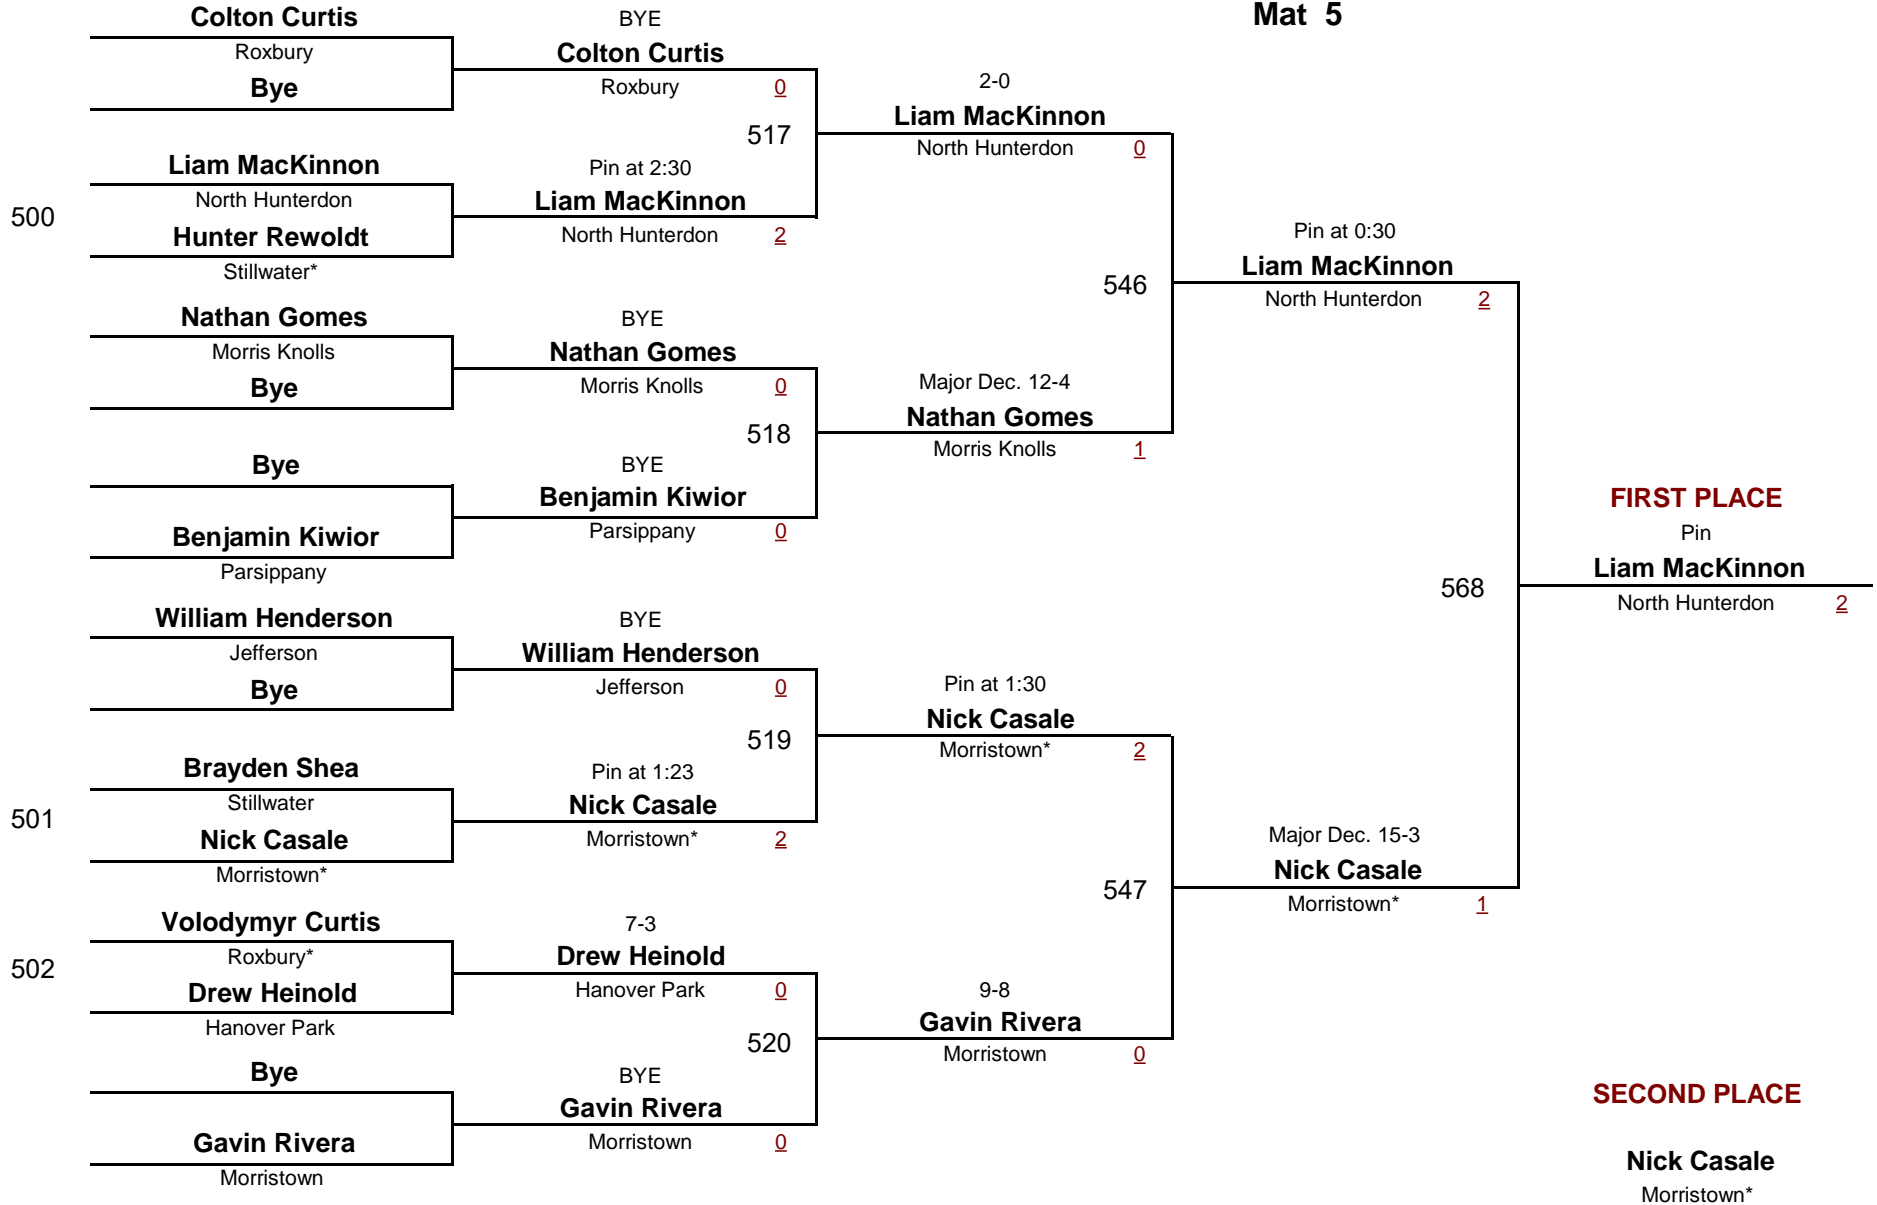 Mat 5
Colton Curtis
Roxbury
Bye
500
Liam MacKinnon
North Hunterdon
Hunter Rewoldt
Stillwater*
Nathan Gomes
Morris Knolls
Bye
Bye
Benjamin Kiwior
Parsippany
William Henderson
Jefferson
Bye
501
Brayden Shea
Stillwater
Nick Casale
Morristown*
502
Volodymyr Curtis
Roxbury*
Drew Heinold
Hanover Park
Bye
Gavin Rivera
Morristown
BYE
Colton Curtis
Roxbury 0
517
Pin at 2:30
Liam MacKinnon
North Hunterdon 2
BYE
Nathan Gomes
Morris Knolls 0
518
BYE
Benjamin Kiwior
Parsippany 0
BYE
William Henderson
Jefferson 0
519
Pin at 1:23
Nick Casale
Morristown* 2
7-3
Drew Heinold
Hanover Park 0
520
BYE
Gavin Rivera
Morristown 0
2-0
Liam MacKinnon
North Hunterdon 0
546
Major Dec. 12-4
Nathan Gomes
Morris Knolls 1
Pin at 1:30
Nick Casale
Morristown* 2
547
9-8
Gavin Rivera
Morristown 0
Pin at 0:30
Liam MacKinnon
North Hunterdon 2
568
Major Dec. 15-3
Nick Casale
Morristown* 1
FIRST PLACE
Pin
Liam MacKinnon
North Hunterdon 2
SECOND PLACE
Nick Casale
Morristown*